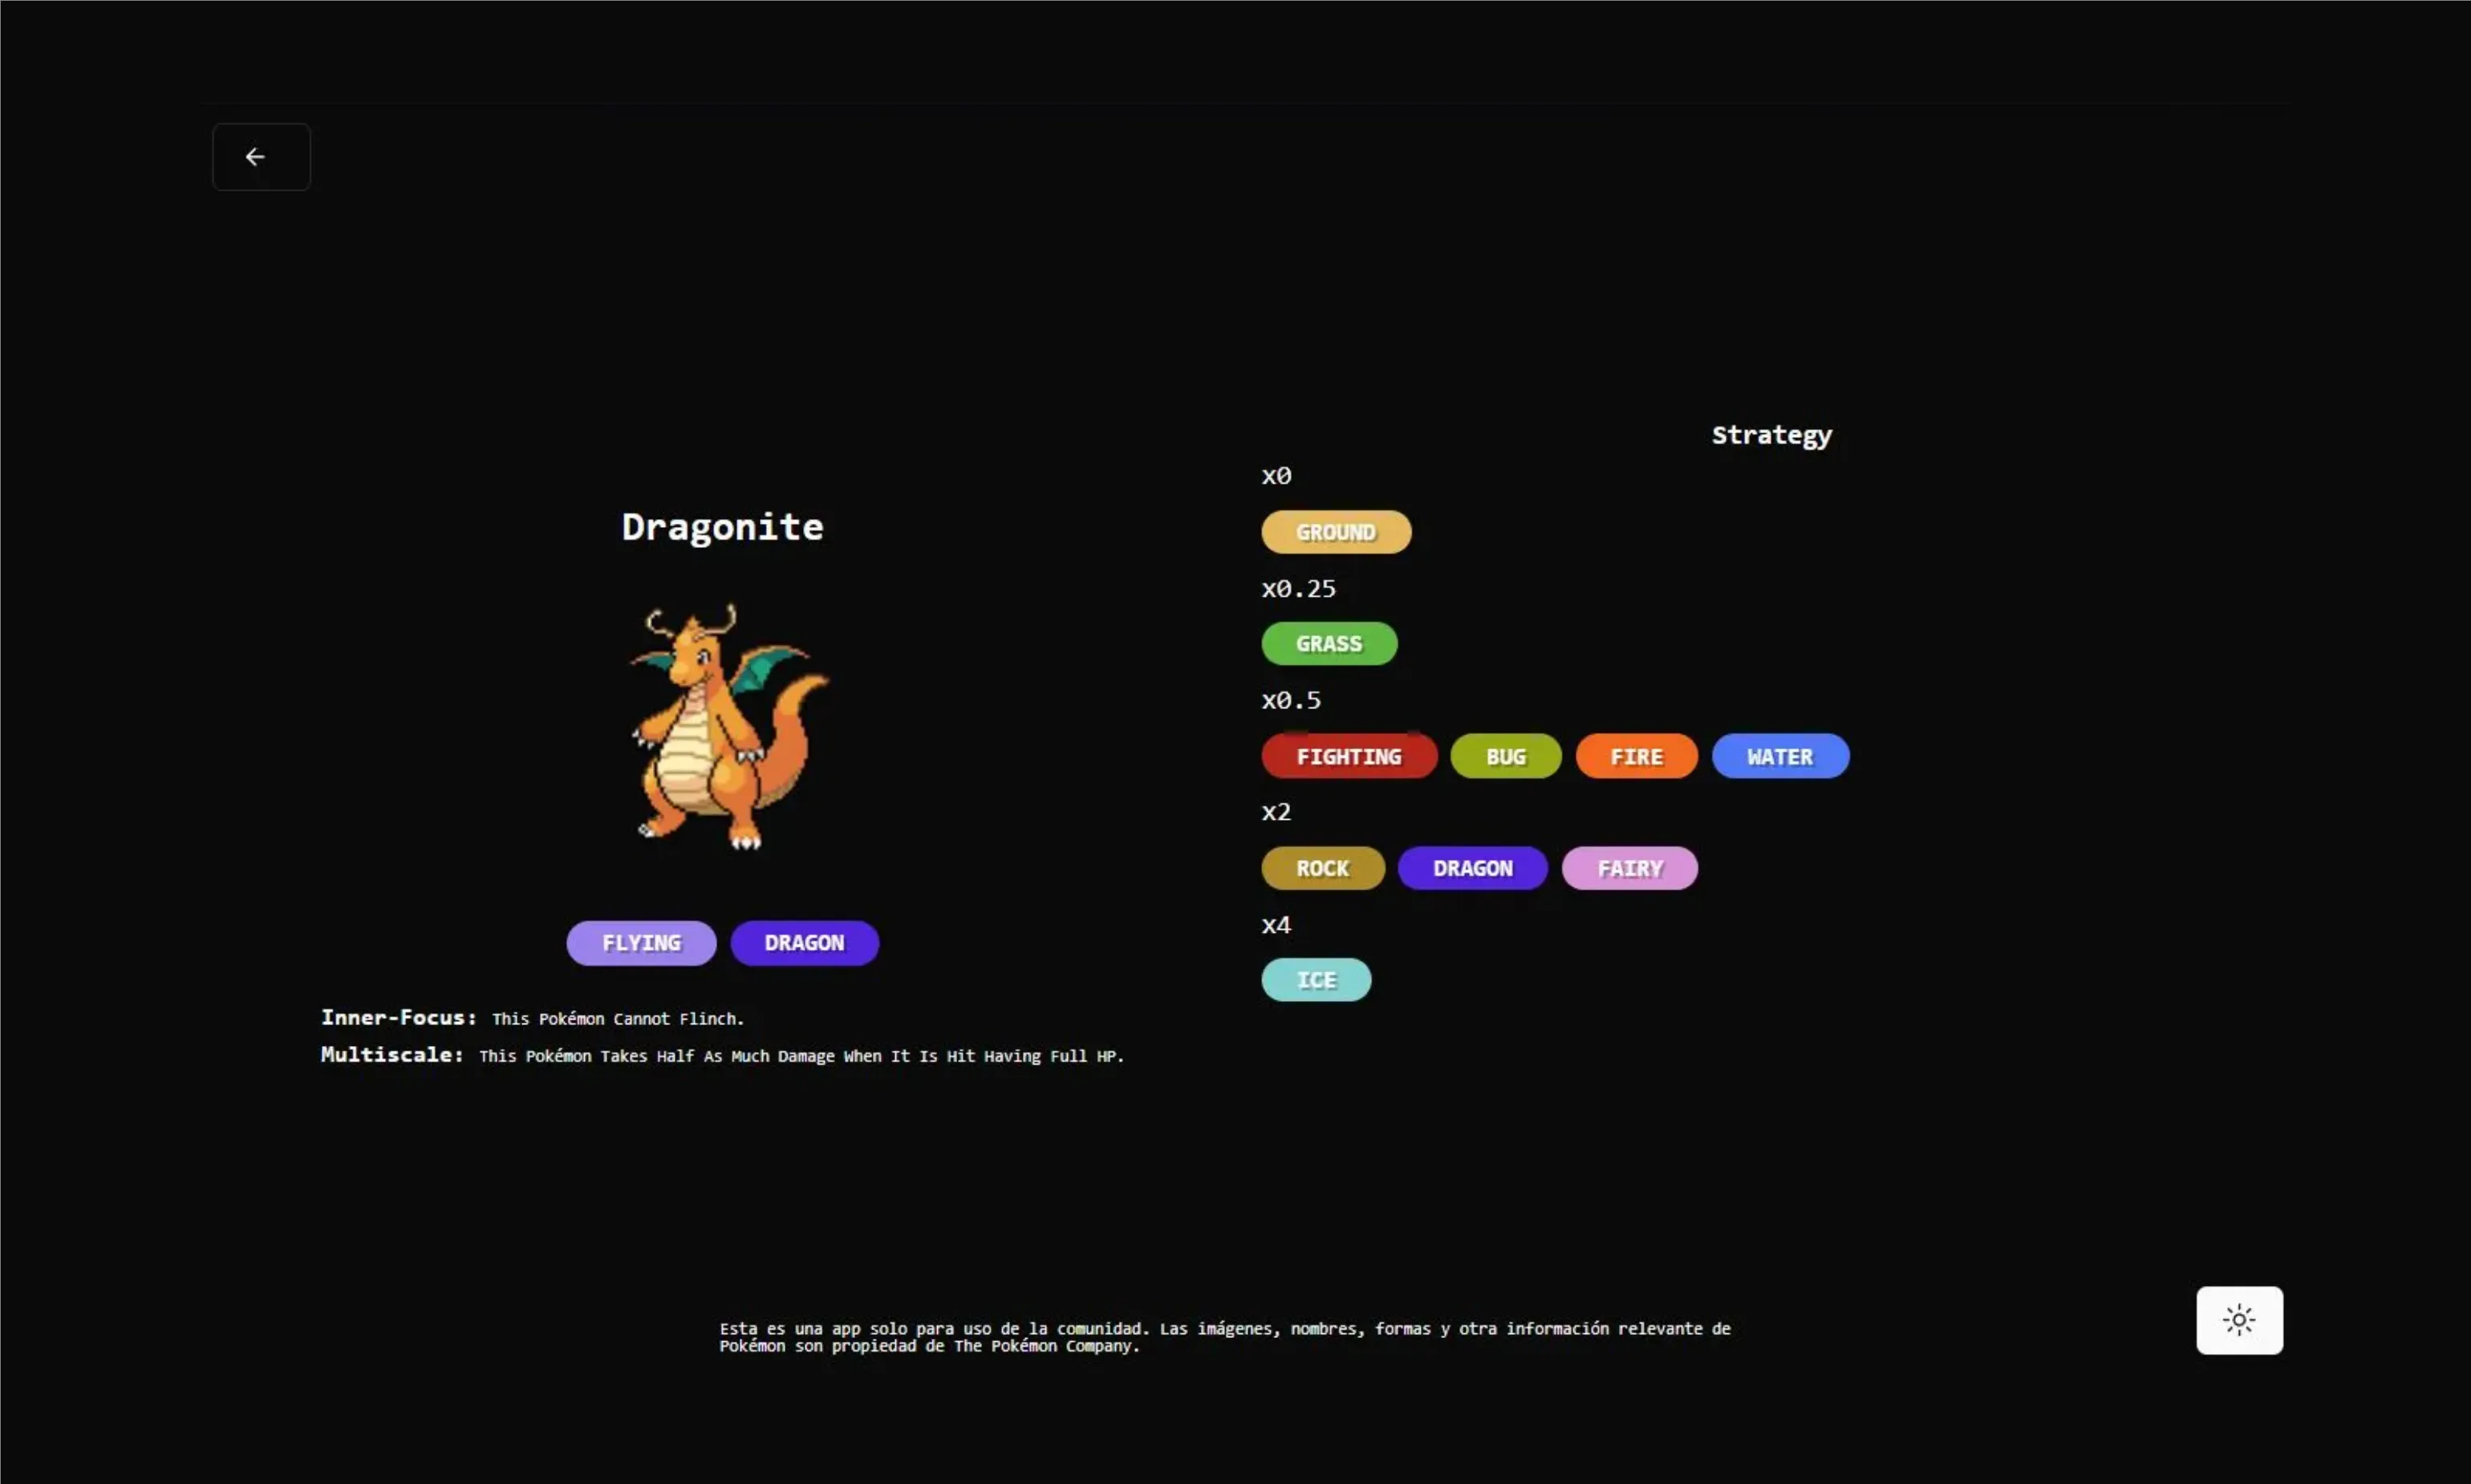 Dragonite
FLYING DRAGON
Inner-Focus: This Pokémon Cannot Flinch.
Multiscale: This Pokémon Takes Half As Much Damage When It Is Hit Having Full HP.
Strategy
x0
GROUND
x0.25
GRASS
x0.5
FIGHTING BUG FIRE WATER
x2
ROCK DRAGON FAIRY
x4
ICE
Esta es una app solo para uso de la comunidad. Las imágenes, nombres, formas y otra información relevante de
Pokémon son propiedad de The Pokémon Company.